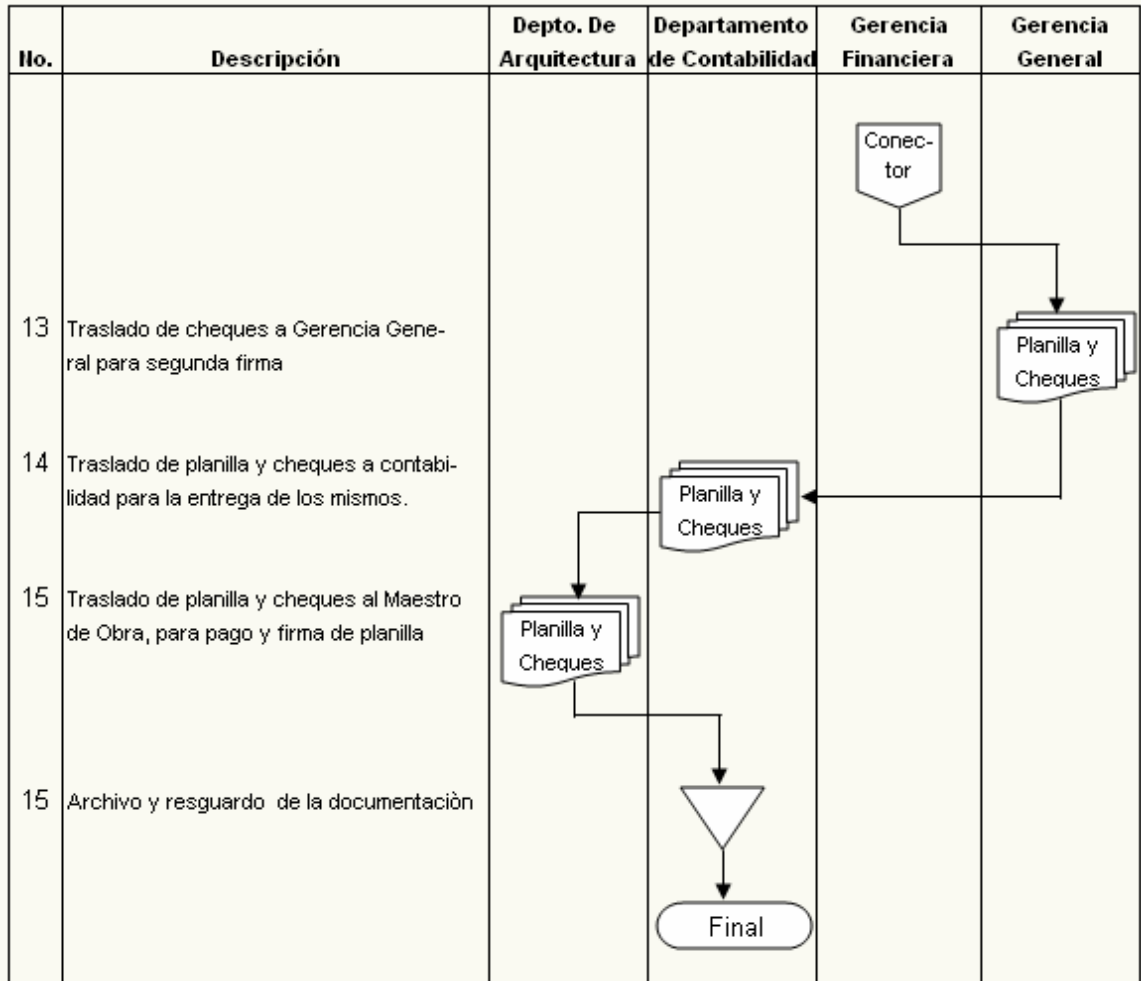 No.
Descripción
Depto. De
Arquitectura
Departamento
de Contabilidad
Gerencia
Financiera
Gerencia
General
Conec-
tor
13
Traslado de cheques a Gerencia Gene-
ral para segunda firma
Planilla y
Cheques
14
Traslado de planilla y cheques a contabi-
lidad para la entrega de los mismos.
Planilla y
Cheques
15
Traslado de planilla y cheques al Maestro
de Obra, para pago y firma de planilla
Planilla y
Cheques
15
Archivo y resguardo de la documentaciòn
Final